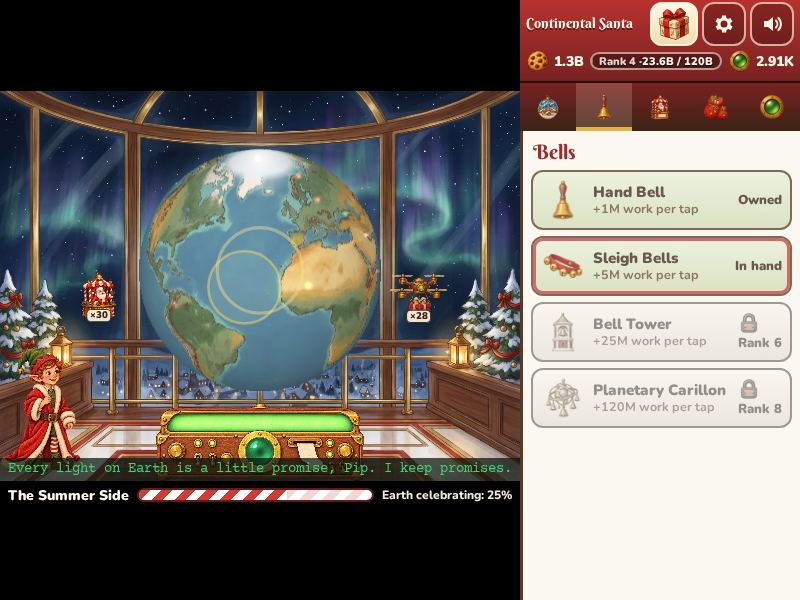 Continental Santa
1.3B
Rank 4 -23.6B / 120B
2.91K
Bells
Hand Bell
+1M work per tap
Owned
Sleigh Bells
+5M work per tap
In hand
Bell Tower
+25M work per tap
Rank 6
Planetary Carillon
+120M work per tap
Rank 8
×30
×28
Every light on Earth is a little promise, Pip. I keep promises.
The Summer Side
Earth celebrating: 25%